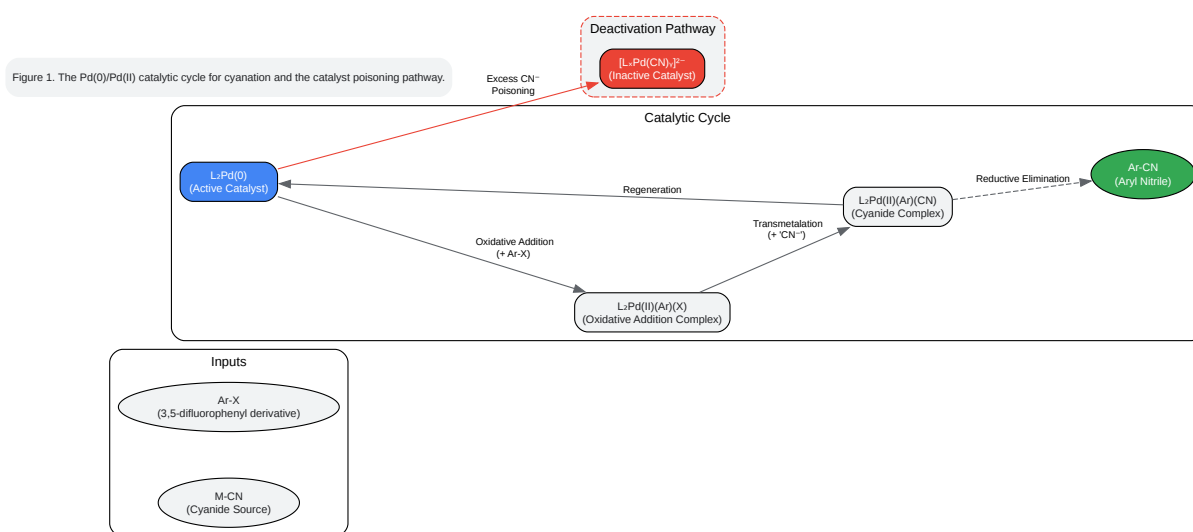 Deactivation Pathway
[LₓPd(CN)ᵧ]²⁻
(Inactive Catalyst)
Figure 1. The Pd(0)/Pd(II) catalytic cycle for cyanation and the catalyst poisoning pathway.
Excess CN⁻
Poisoning
Catalytic Cycle
L₂Pd(0)
(Active Catalyst)
Regeneration
Reductive Elimination
Ar-CN
(Aryl Nitrile)
L₂Pd(II)(Ar)(CN)
(Cyanide Complex)
Transmetalation
(+ 'CN⁻')
Oxidative Addition
(+ Ar-X)
L₂Pd(II)(Ar)(X)
(Oxidative Addition Complex)
Inputs
Ar-X
(3,5-difluorophenyl derivative)
M-CN
(Cyanide Source)